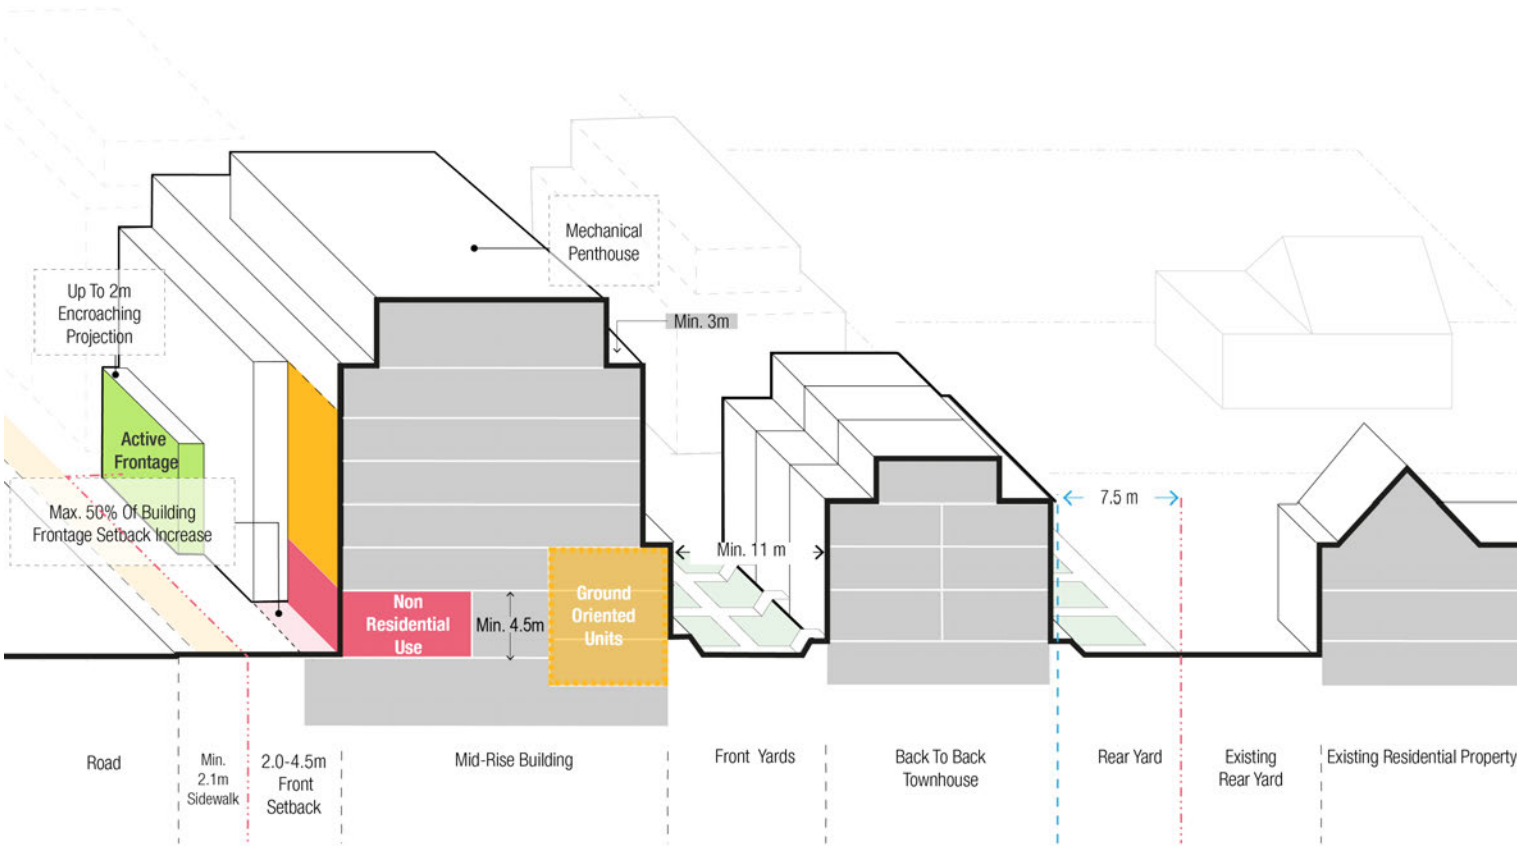 Mechanical
Penthouse
Up To 2m
Encroaching
Projection
Min. 3m
Active
Frontage
7.5 m
Max. 50% Of Building
Frontage Setback Increase
Min. 11 m
Non
Residential
Use
Min. 4.5m
Ground
Oriented
Units
Road
Min.
2.1m
Sidewalk
2.0-4.5m
Front
Setback
Mid-Rise Building
Front Yards
Back To Back
Townhouse
Rear Yard
Existing
Rear Yard
Existing Residential Property